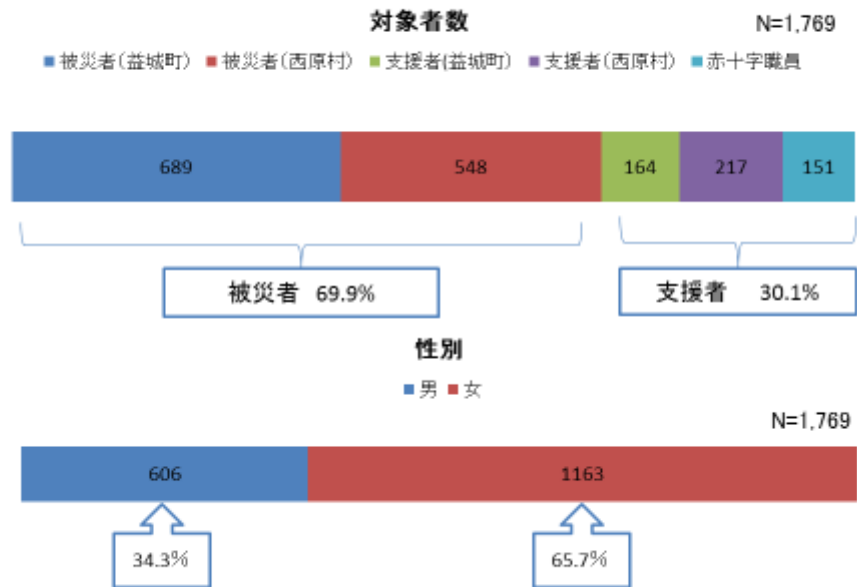 対象者数
N=1,769
被災者(益城町) 被災者(西原村) 支援者(益城町) 支援者(西原村) 赤十字職員
689 548 164 217 151
被災者 69.9% 支援者 30.1%
性別
男 女
N=1,769
606 1163
34.3% 65.7%